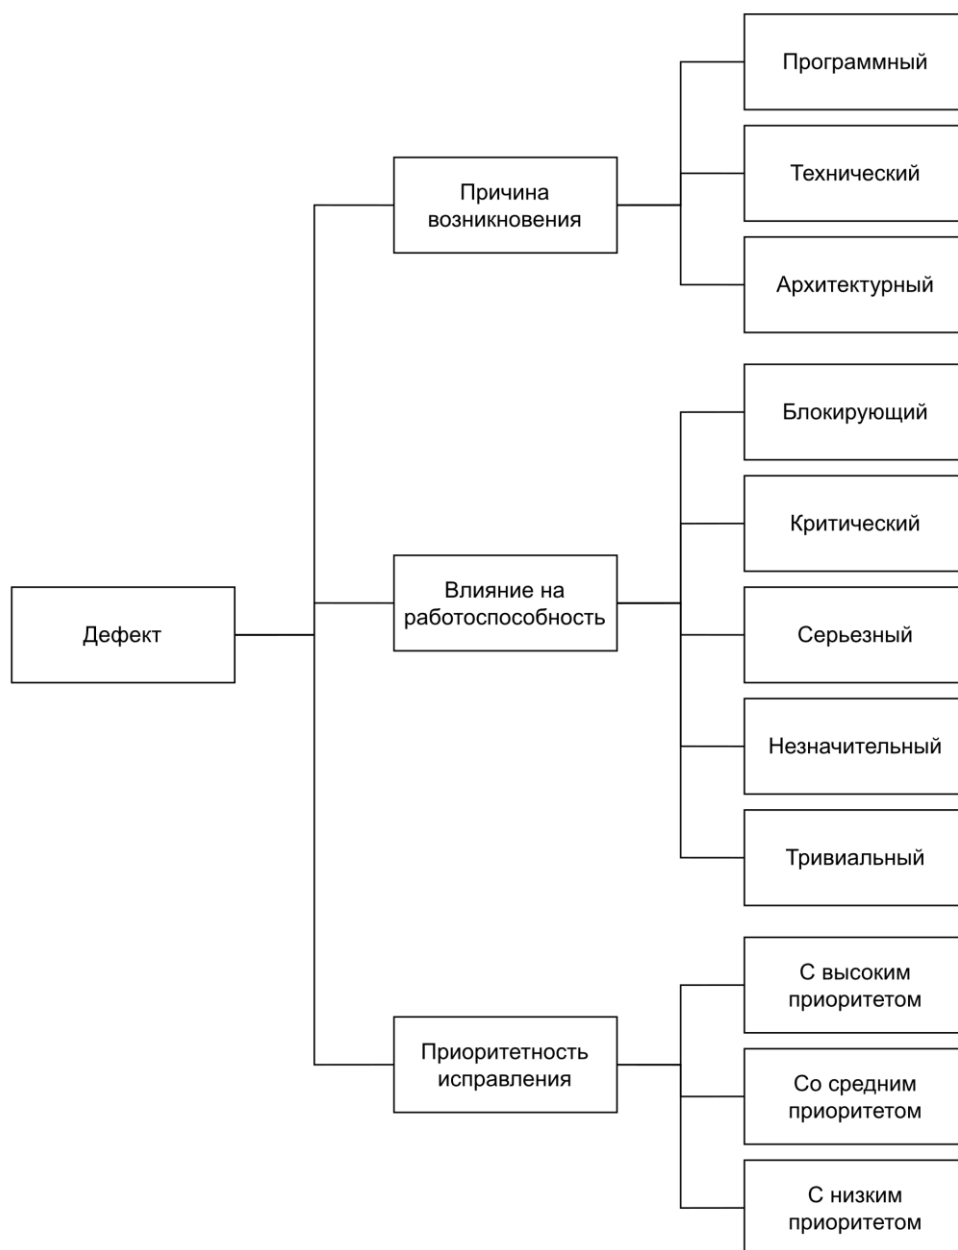 Дефект
Причина
возникновения
Программный
Технический
Архитектурный
Влияние на
работоспособность
Блокирующий
Критический
Серьезный
Незначительный
Тривиальный
Приоритетность
исправления
С высоким
приоритетом
Со средним
приоритетом
С низким
приоритетом